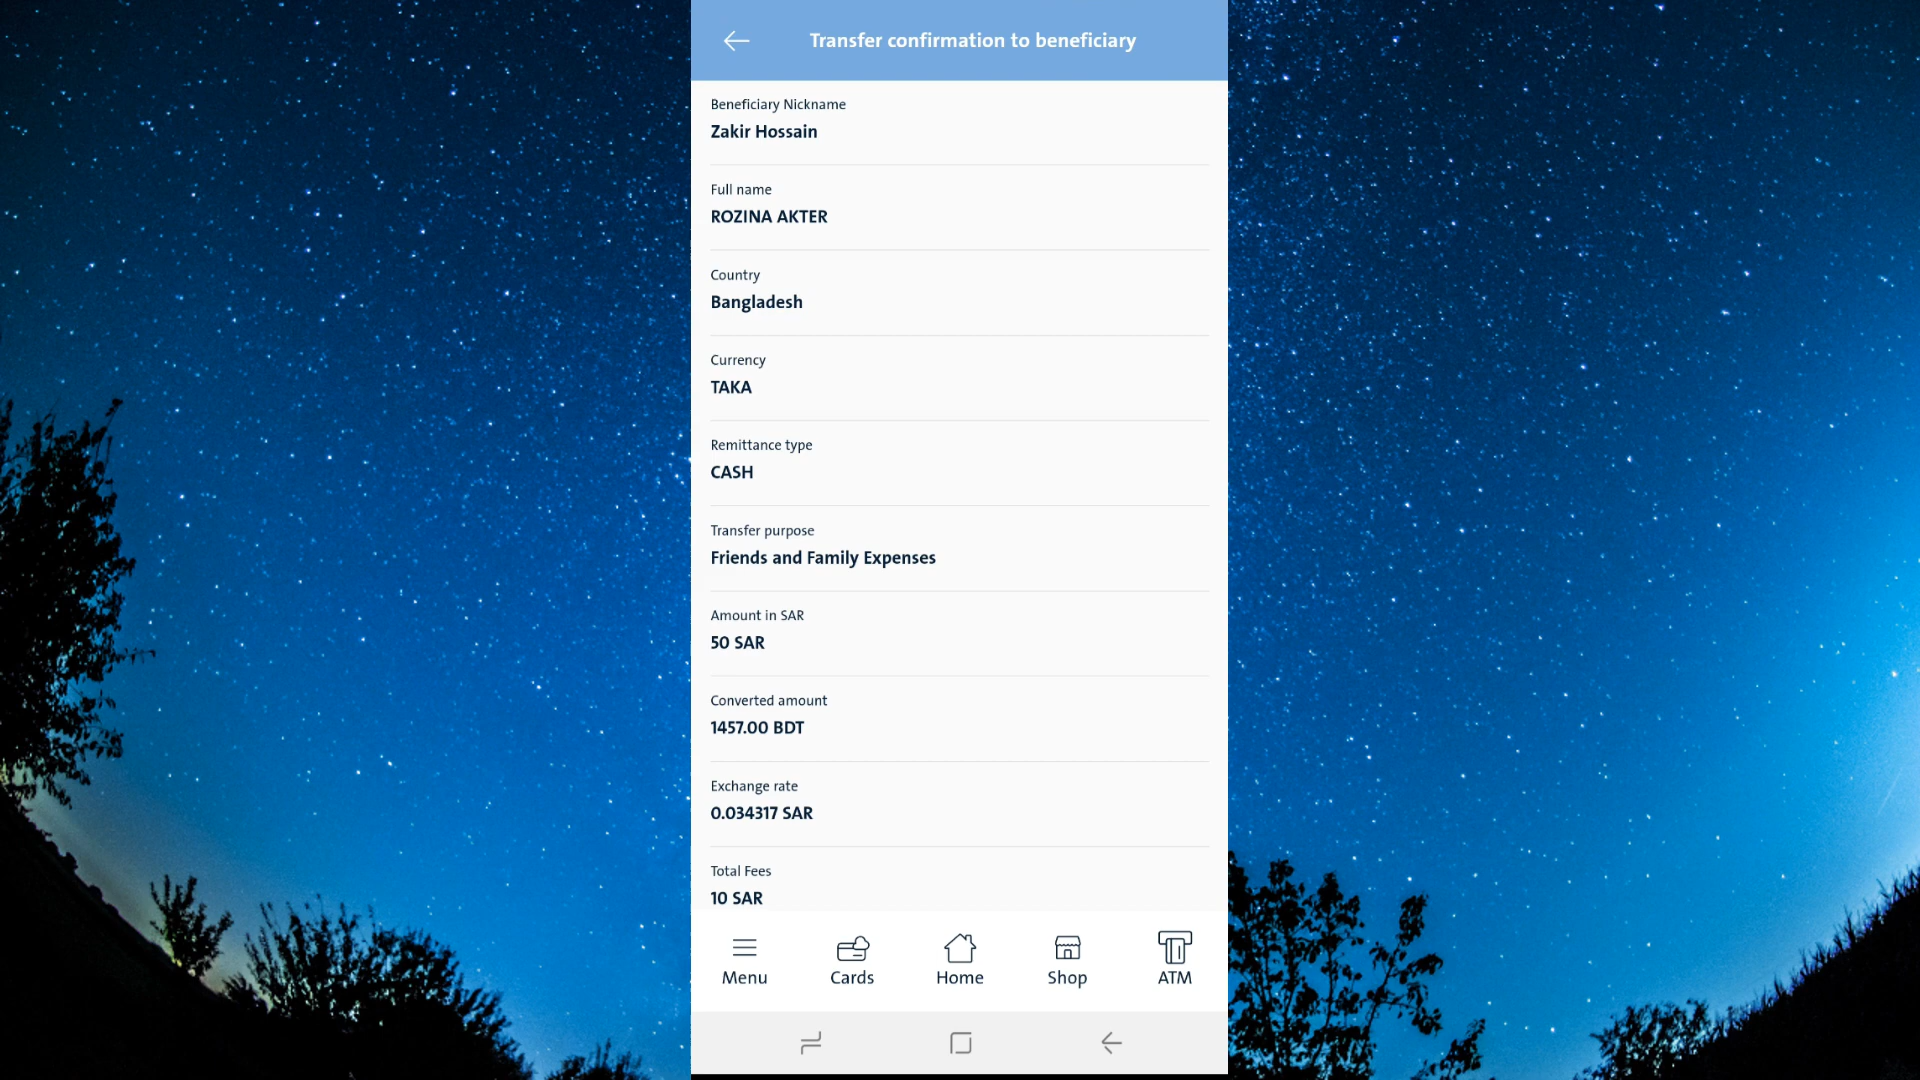 Transfer confirmation to beneficiary
Beneficiary Nickname
Zakir Hossain
Full name
ROZINA AKTER
Country
Bangladesh
Currency
TAKA
Remittance type
CASH
Transfer purpose
Friends and Family Expenses
Amount in SAR
50 SAR
Converted amount
1457.00 BDT
Exchange rate
0.034317 SAR
Total Fees
10 SAR
Menu Cards Home Shop ATM